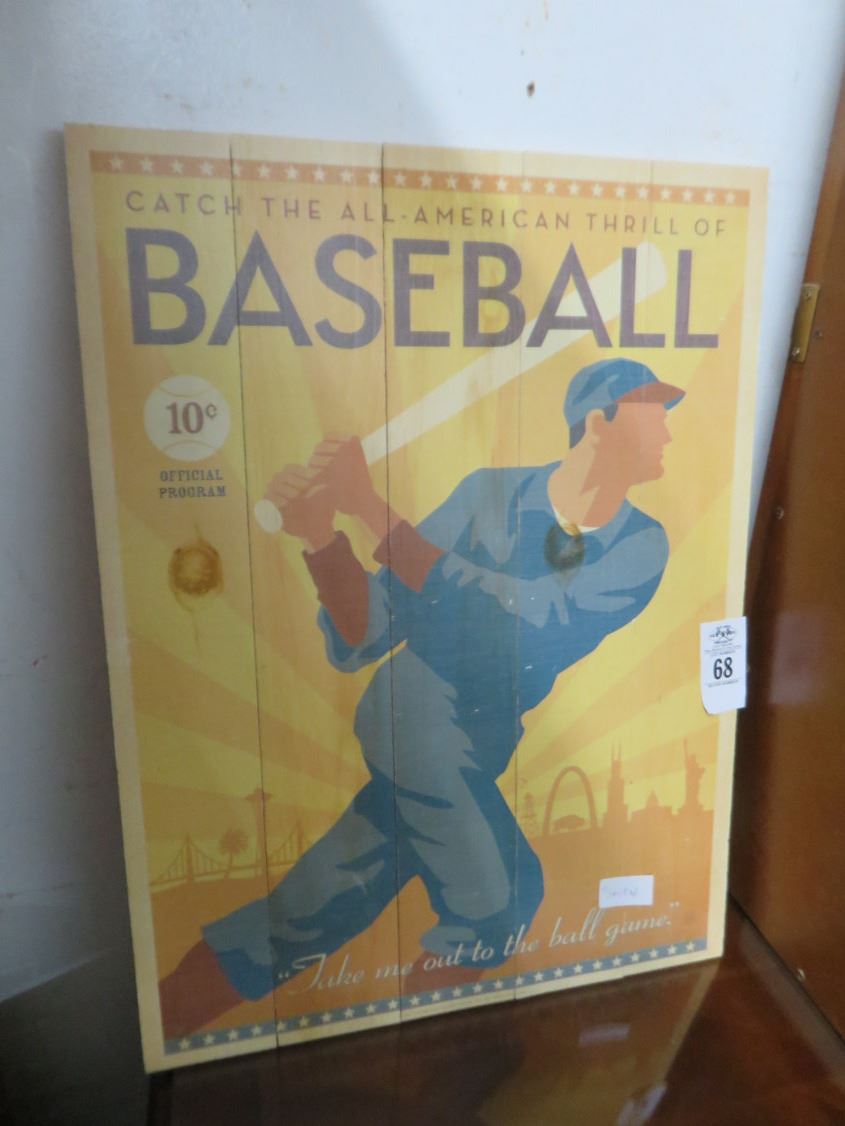 CATCH THE ALL-AMERICAN THRILL OF
BASEBALL
10¢
OFFICIAL
PROGRAM
68
"Take me out to the ball game."